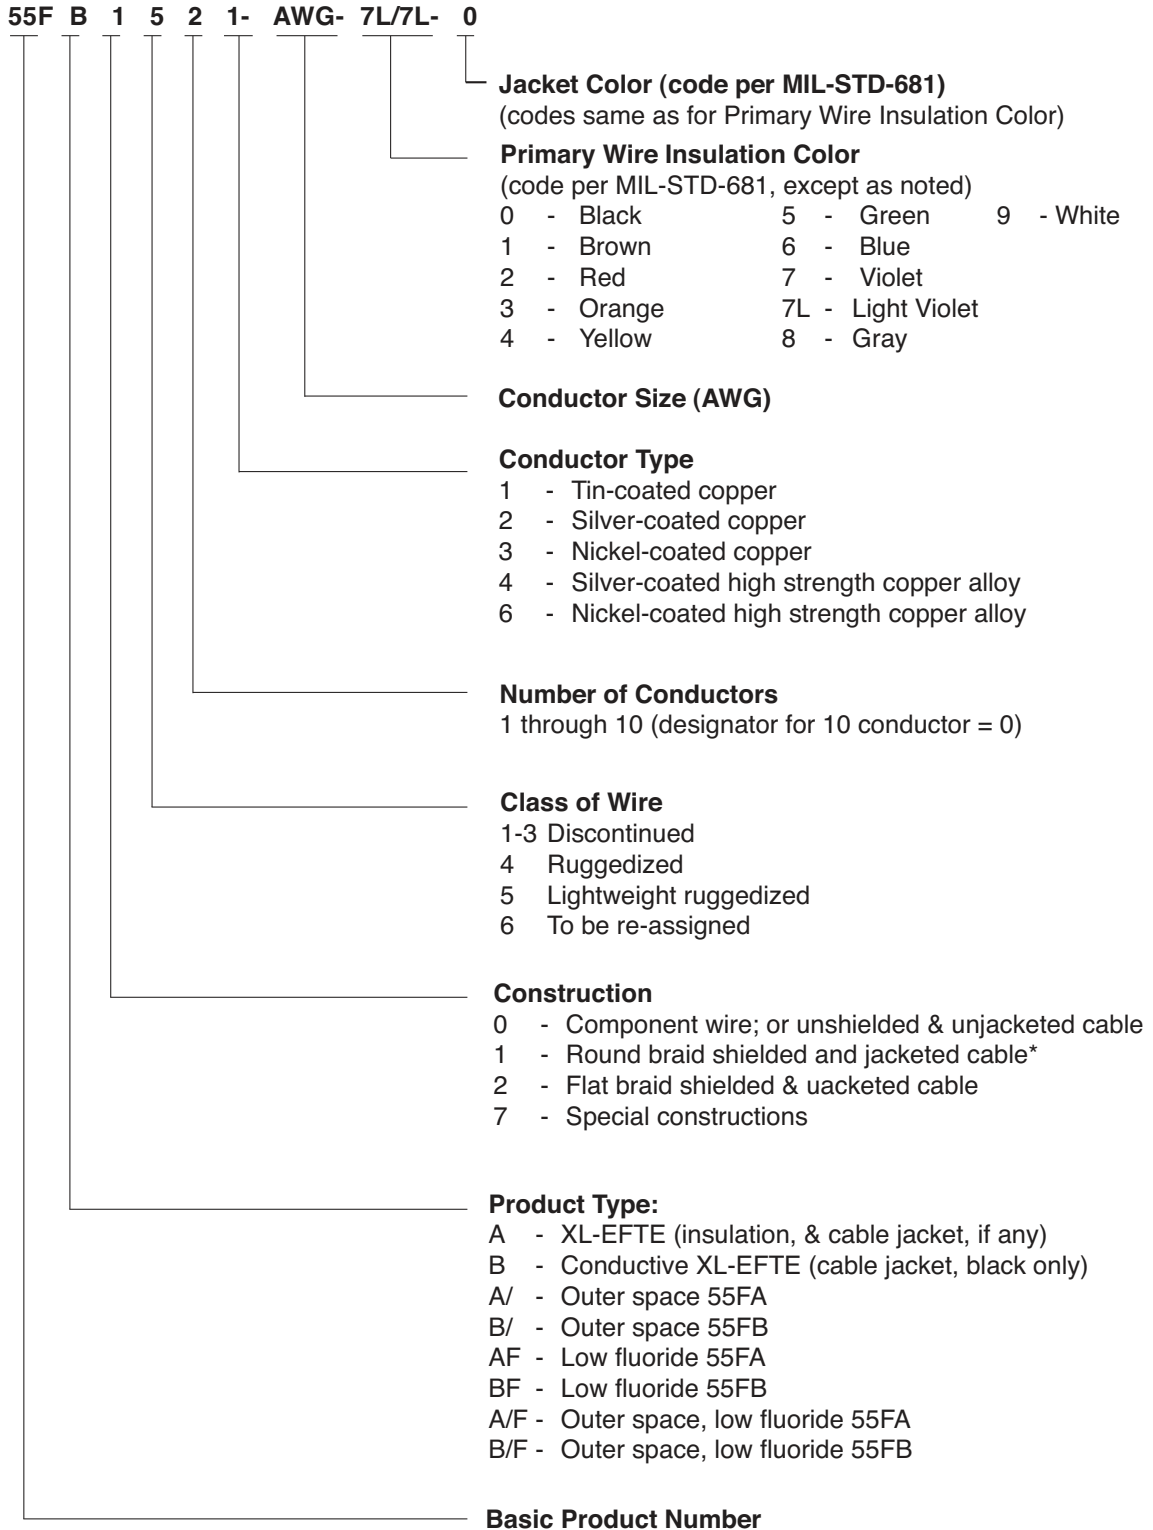 55F B 1 5 2 1- AWG- 7L/7L- 0
Jacket Color (code per MIL-STD-681)
(codes same as for Primary Wire Insulation Color)
Primary Wire Insulation Color
(code per MIL-STD-681, except as noted)
0 - Black 5 - Green 9 - White
1 - Brown 6 - Blue
2 - Red 7 - Violet
3 - Orange 7L - Light Violet
4 - Yellow 8 - Gray
Conductor Size (AWG)
Conductor Type
1 - Tin-coated copper
2 - Silver-coated copper
3 - Nickel-coated copper
4 - Silver-coated high strength copper alloy
6 - Nickel-coated high strength copper alloy
Number of Conductors
1 through 10 (designator for 10 conductor = 0)
Class of Wire
1-3 Discontinued
4 Ruggedized
5 Lightweight ruggedized
6 To be re-assigned
Construction
0 - Component wire; or unshielded & unjacketed cable
1 - Round braid shielded and jacketed cable*
2 - Flat braid shielded & uacketed cable
7 - Special constructions
Product Type:
A - XL-EFTE (insulation, & cable jacket, if any)
B - Conductive XL-EFTE (cable jacket, black only)
A/ - Outer space 55FA
B/ - Outer space 55FB
AF - Low fluoride 55FA
BF - Low fluoride 55FB
A/F - Outer space, low fluoride 55FA
B/F - Outer space, low fluoride 55FB
Basic Product Number